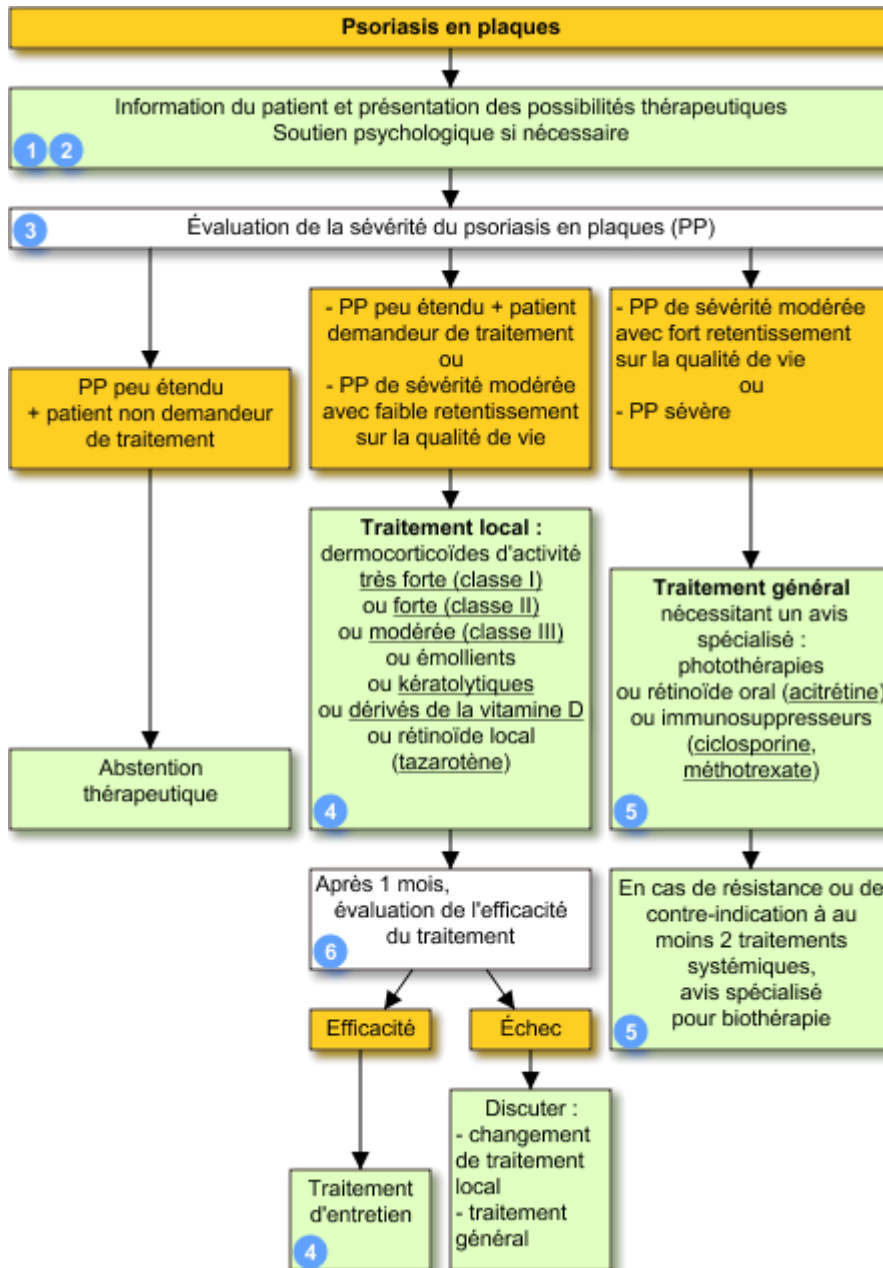 Psoriasis en plaques
Information du patient et présentation des possibilités thérapeutiques
Soutien psychologique si nécessaire
1 2
3
Évaluation de la sévérité du psoriasis en plaques (PP)
PP peu étendu
+ patient non demandeur
de traitement
- PP peu étendu + patient
demandeur de traitement
ou
- PP de sévérité modérée
avec faible retentissement
sur la qualité de vie
- PP de sévérité modérée
avec fort retentissement
sur la qualité de vie
ou
- PP sévère
Abstention
thérapeutique
Traitement local :
dermocorticoïdes d'activité
très forte (classe I)
ou forte (classe II)
ou modérée (classe III)
ou émollients
ou kératolytiques
ou dérivés de la vitamine D
ou rétinoïde local
(tazarotène)
4
Traitement général
nécessitant un avis
spécialisé :
photothérapies
ou rétinoïde oral (acitrétine)
ou immunosuppresseurs
(ciclosporine,
méthotrexate)
5
Après 1 mois,
évaluation de l'efficacité
du traitement
6
En cas de résistance ou de
contre-indication à au
moins 2 traitements
systémiques,
avis spécialisé
pour biothérapie
5
Efficacité
Échec
Traitement
d'entretien
4
Discuter :
- changement
de traitement
local
- traitement
général